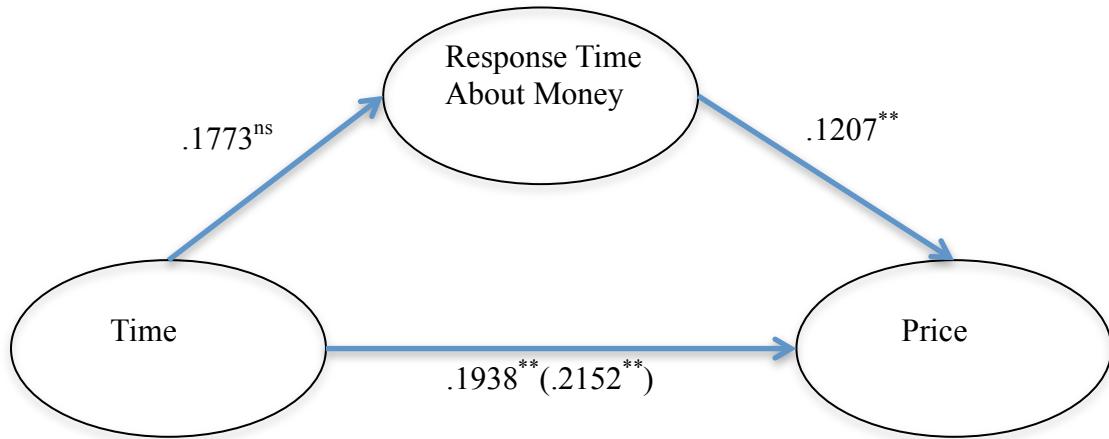 Response Time
About Money
.1773ns
.1207**
Time
Price
.1938**(.2152**)